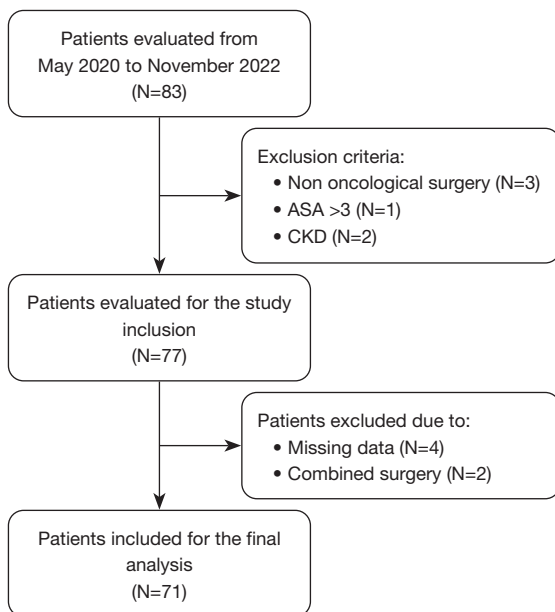 Patients evaluated from
May 2020 to November 2022
(N=83)
Exclusion criteria:
• Non oncological surgery (N=3)
• ASA >3 (N=1)
• CKD (N=2)
Patients evaluated for the study
inclusion
(N=77)
Patients excluded due to:
• Missing data (N=4)
• Combined surgery (N=2)
Patients included for the final
analysis
(N=71)